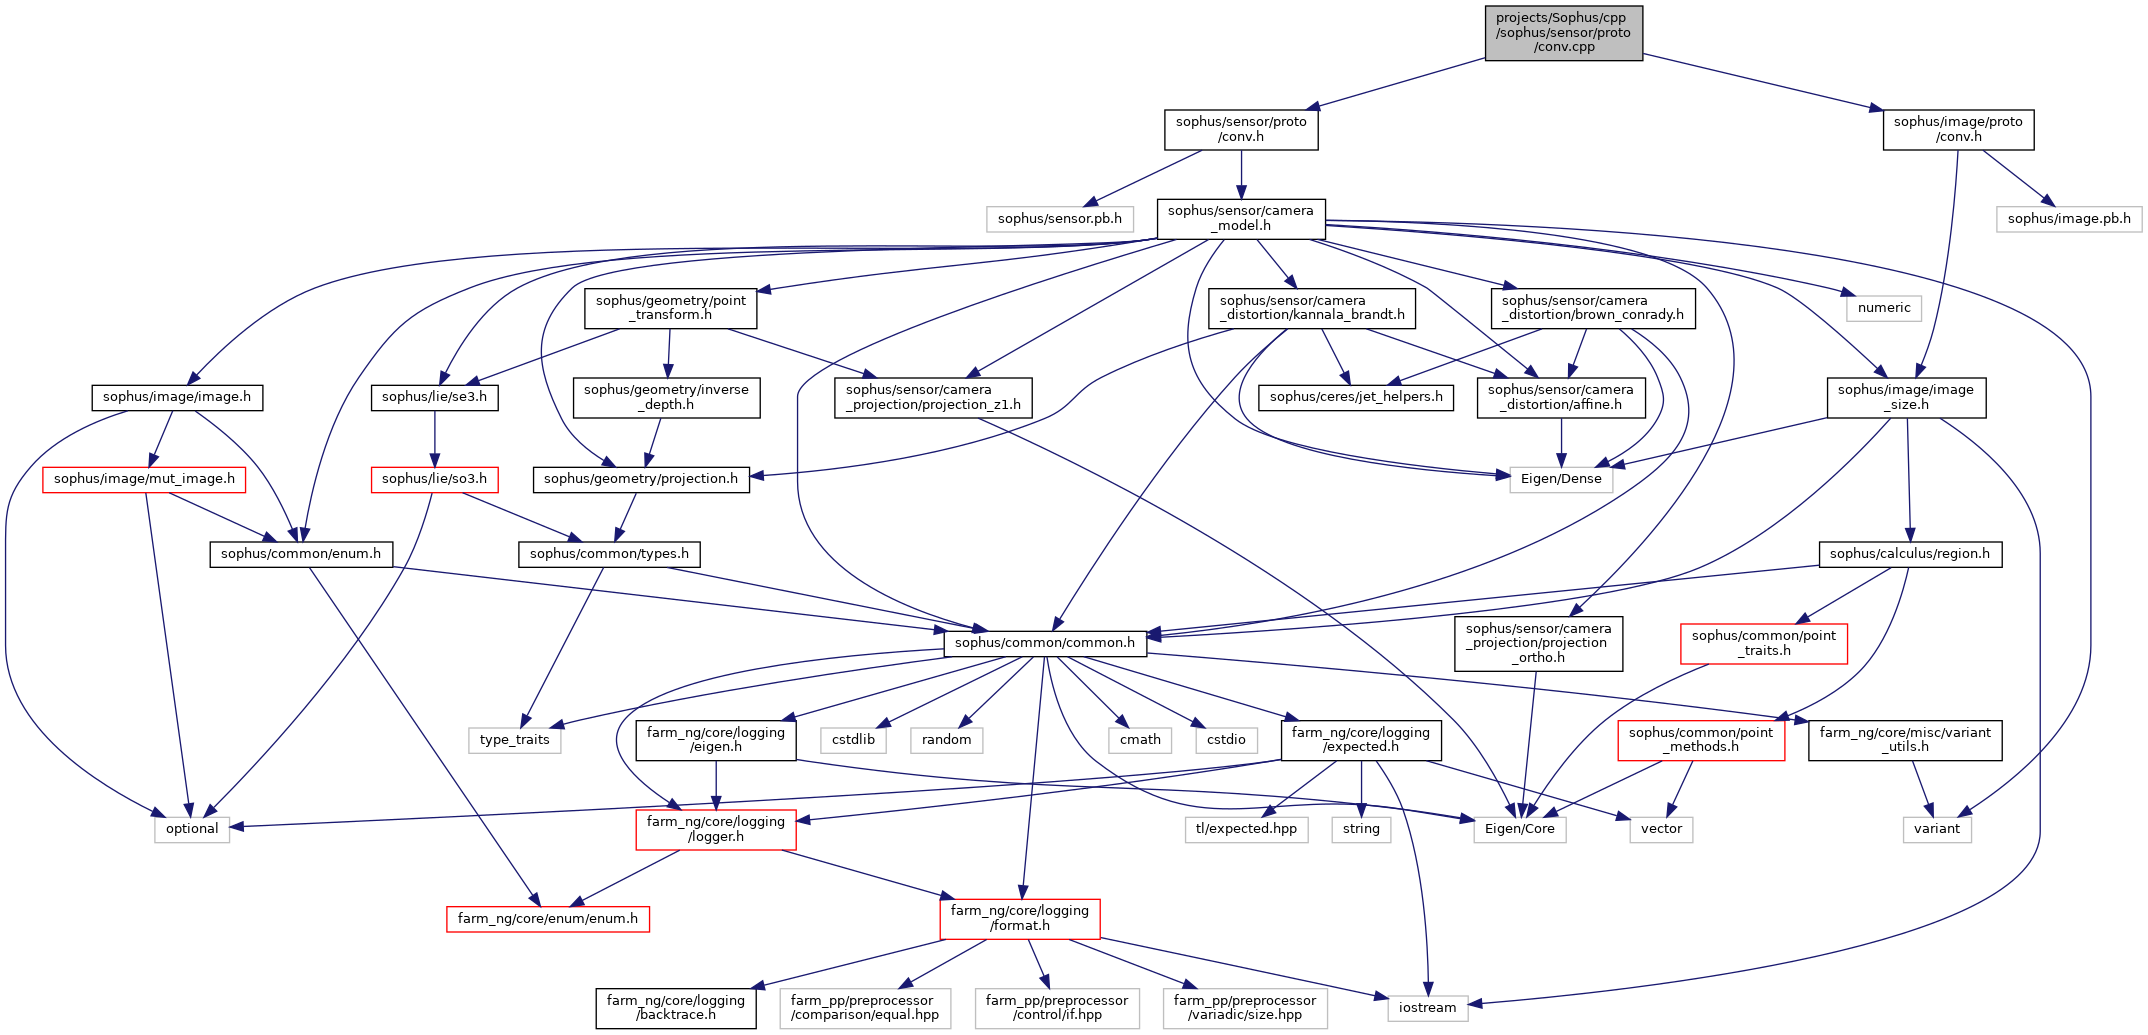 projects/Sophus/cpp
/sophus/sensor/proto
/conv.cpp
sophus/sensor/proto
/conv.h
sophus/image/proto
/conv.h
sophus/sensor.pb.h
sophus/sensor/camera
_model.h
sophus/image.pb.h
sophus/geometry/point
_transform.h
sophus/sensor/camera
_distortion/kannala_brandt.h
sophus/sensor/camera
_distortion/brown_conrady.h
numeric
sophus/image/image.h
sophus/lie/se3.h
sophus/geometry/inverse
_depth.h
sophus/sensor/camera
_projection/projection_z1.h
sophus/ceres/jet_helpers.h
sophus/sensor/camera
_distortion/affine.h
sophus/image/image
_size.h
sophus/image/mut_image.h
sophus/lie/so3.h
sophus/geometry/projection.h
Eigen/Dense
sophus/common/enum.h
sophus/common/types.h
sophus/calculus/region.h
sophus/common/common.h
sophus/sensor/camera
_projection/projection
_ortho.h
sophus/common/point
_traits.h
type_traits
farm_ng/core/logging
/eigen.h
cstdlib
random
cmath
cstdio
farm_ng/core/logging
/expected.h
sophus/common/point
_methods.h
farm_ng/core/misc/variant
_utils.h
optional
farm_ng/core/logging
/logger.h
tl/expected.hpp
string
Eigen/Core
vector
variant
farm_ng/core/enum/enum.h
farm_ng/core/logging
/format.h
farm_ng/core/logging
/backtrace.h
farm_pp/preprocessor
/comparison/equal.hpp
farm_pp/preprocessor
/control/if.hpp
farm_pp/preprocessor
/variadic/size.hpp
iostream